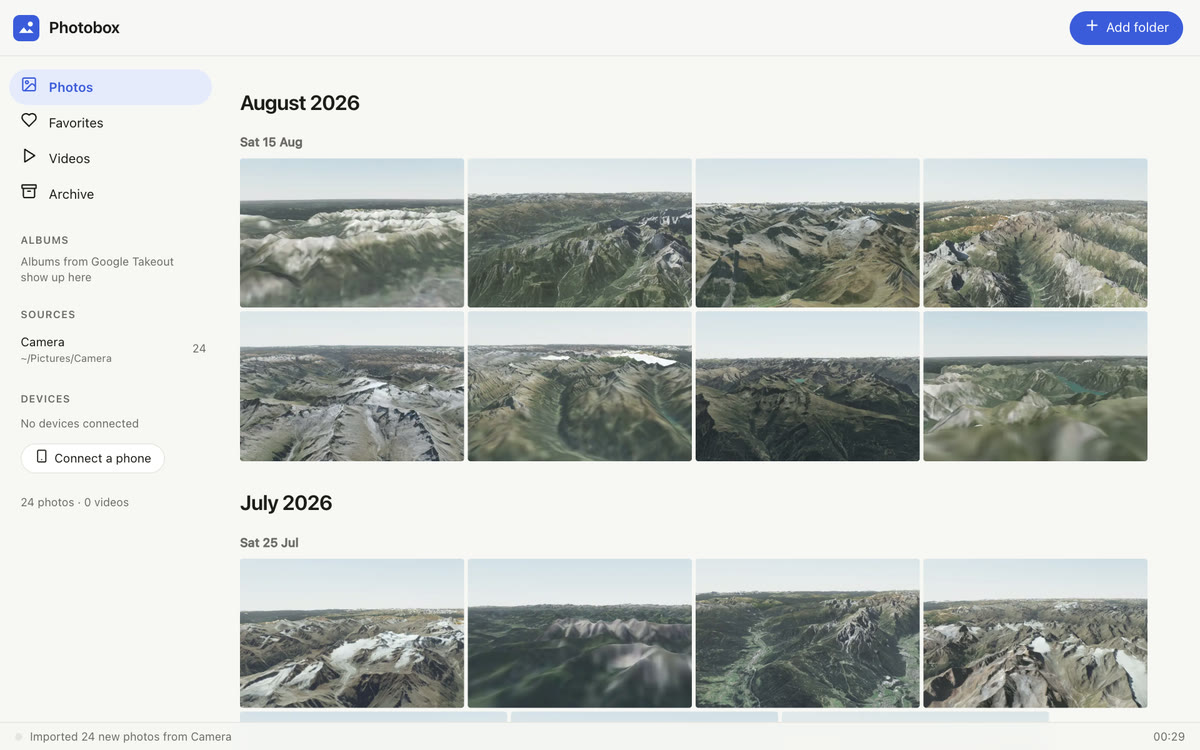 Photobox
Add folder
Photos
Favorites
Videos
Archive
ALBUMS
Albums from Google Takeout
show up here
SOURCES
Camera
24
~/Pictures/Camera
DEVICES
No devices connected
Connect a phone
24 photos · 0 videos
August 2026
Sat 15 Aug
July 2026
Sat 25 Jul
Imported 24 new photos from Camera
00:29